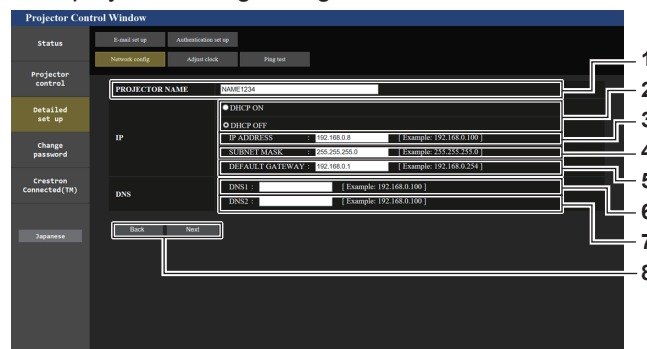 Projector Control Window
Status
E-mail set up
Authentication set up
Network config
Adjust clock
Ping test
Projector
control
Detailed
set up
Change
password
Crestron
Connected(TM)
Japanese
PROJECTOR NAME NAME1234
DHCP ON
IP
DHCP OFF
IP ADDRESS : 192.168.0.8 [ Example: 192.168.0.100 ]
SUBNET MASK : 255.255.255.0 [ Example: 255.255.255.0 ]
DEFAULT GATEWAY : 192.168.0.1 [ Example: 192.168.0.254 ]
DNS
DNS1 : [ Example: 192.168.0.100 ]
DNS2 : [ Example: 192.168.0.100 ]
Back Next
1
2
3
4
5
6
7
8